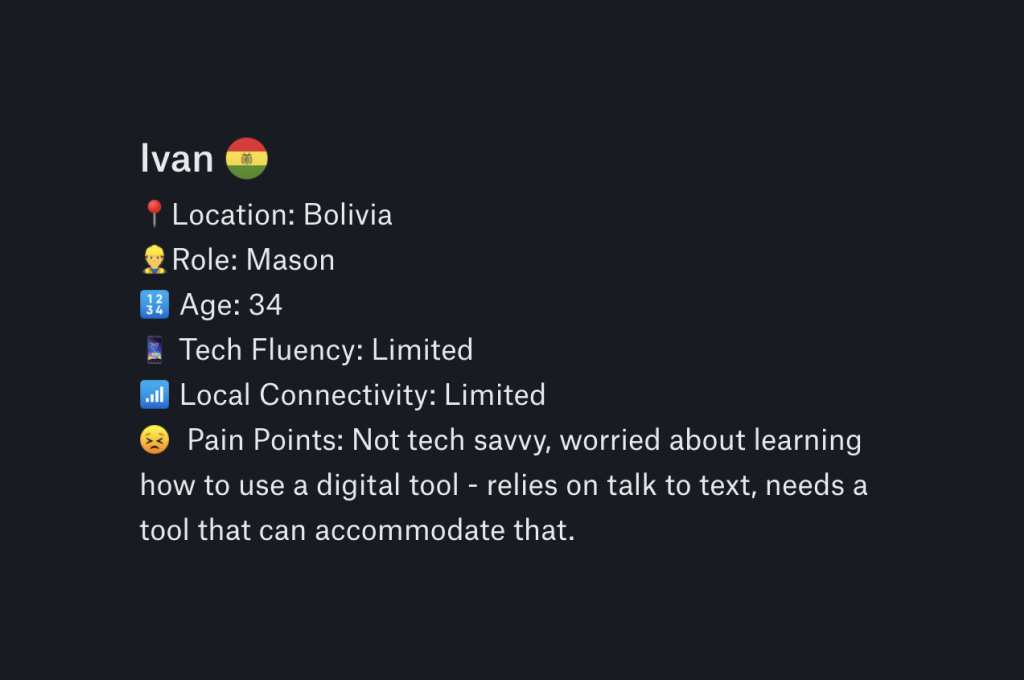 Ivan 🇧🇴
📍Location: Bolivia
👷Role: Mason
🔢 Age: 34
📱 Tech Fluency: Limited
📶 Local Connectivity: Limited
😣 Pain Points: Not tech savvy, worried about learning
how to use a digital tool - relies on talk to text, needs a
tool that can accommodate that.